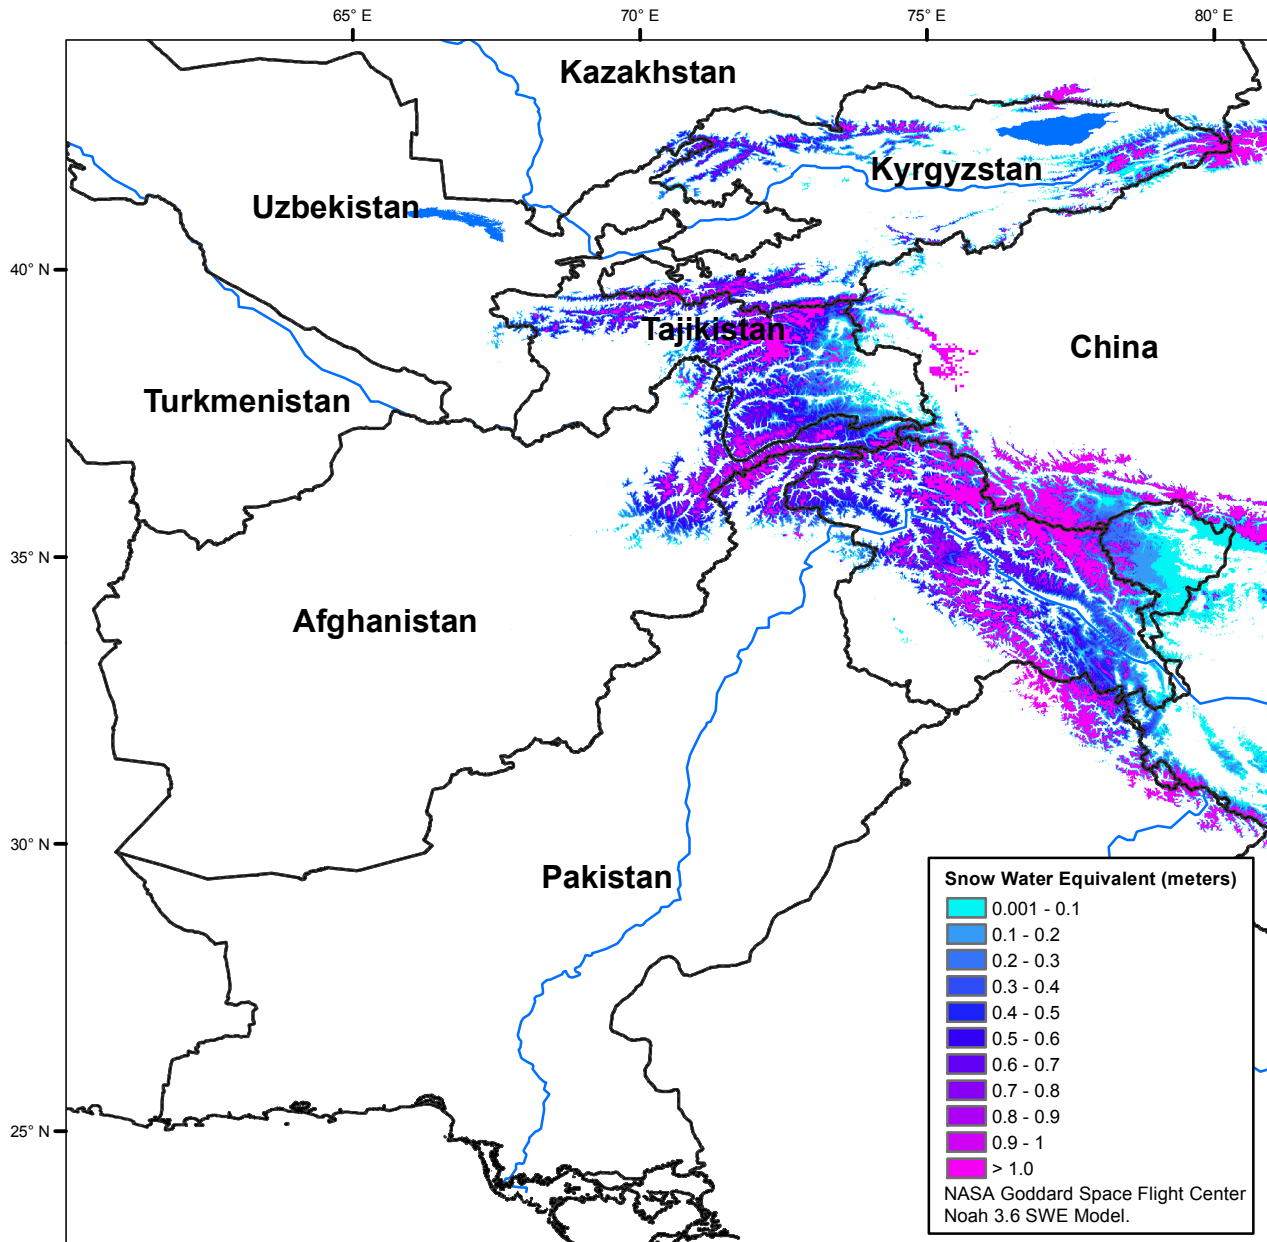 65° E
70° E
75° E
80° E
Kazakhstan
Kyrgyzstan
Uzbekistan
40° N
Tajikistan
China
Turkmenistan
35° N
Afghanistan
30° N
Pakistan
25° N
Snow Water Equivalent (meters)
0.001 - 0.1
0.1 - 0.2
0.2 - 0.3
0.3 - 0.4
0.4 - 0.5
0.5 - 0.6
0.6 - 0.7
0.7 - 0.8
0.8 - 0.9
0.9 - 1
> 1.0
NASA Goddard Space Flight Center
Noah 3.6 SWE Model.